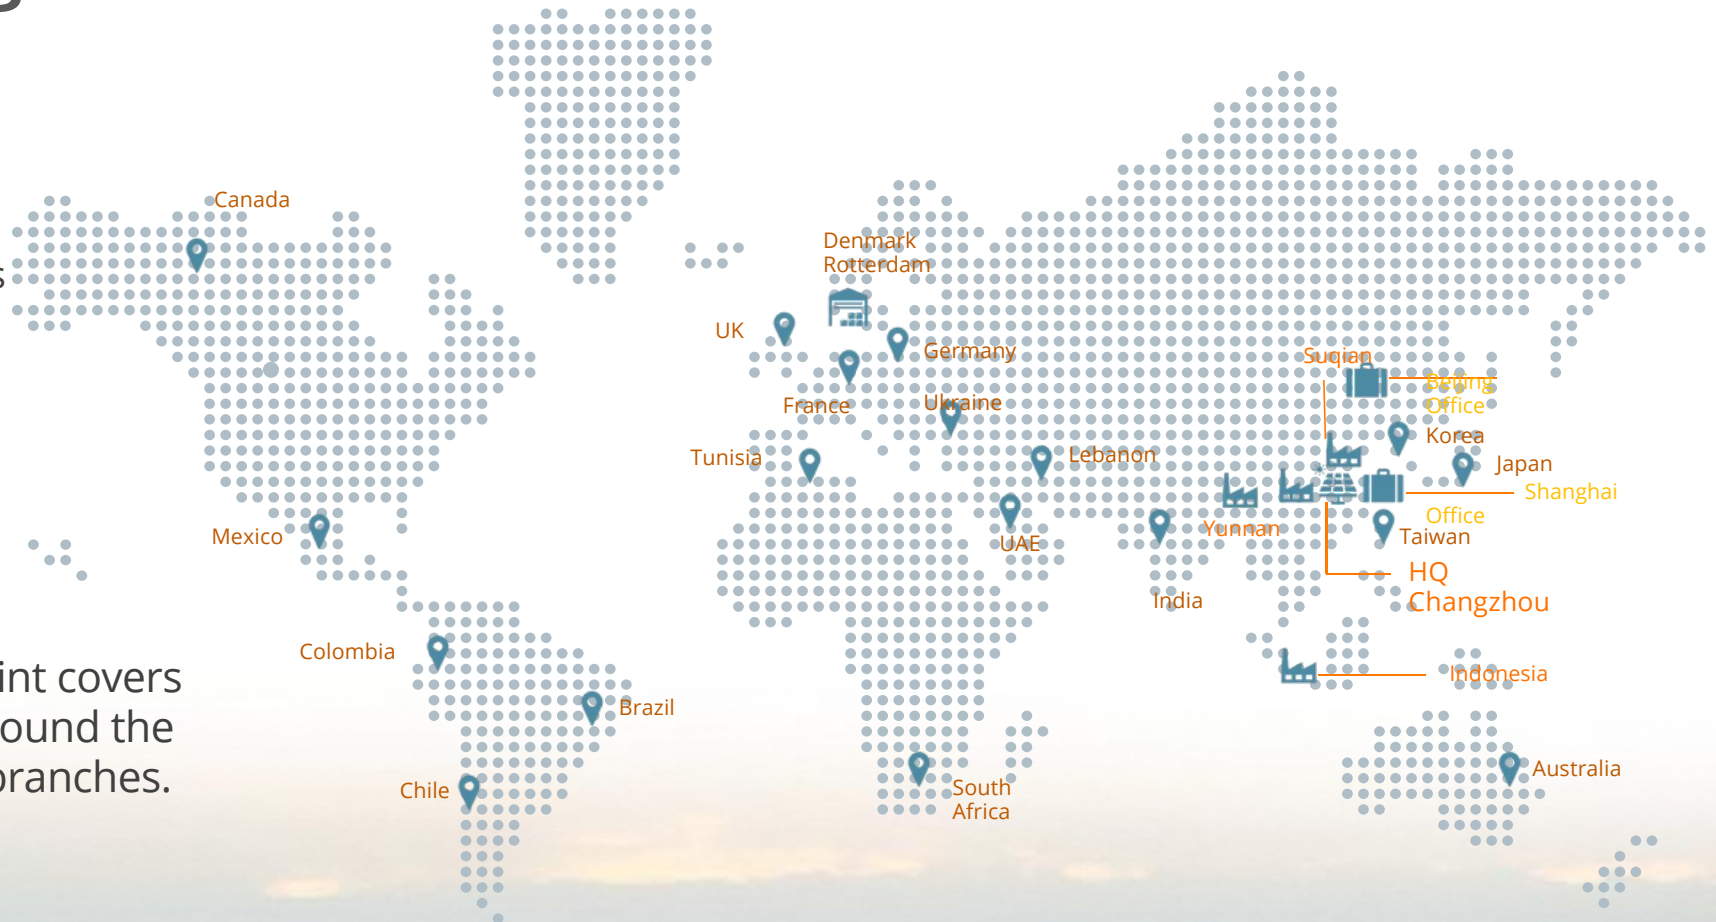 Canada
Denmark
Rotterdam
s
UK
Germany
Suqian
Beijing
Office
France
Ukraine
Korea
Tunisia
Lebanon
Japan
Shanghai
Office
Yunnan
Mexico
UAE
Taiwan
HQ
Changzhou
India
Colombia
Indonesia
int covers
ound the
branches.
Brazil
Chile
South
Africa
Australia